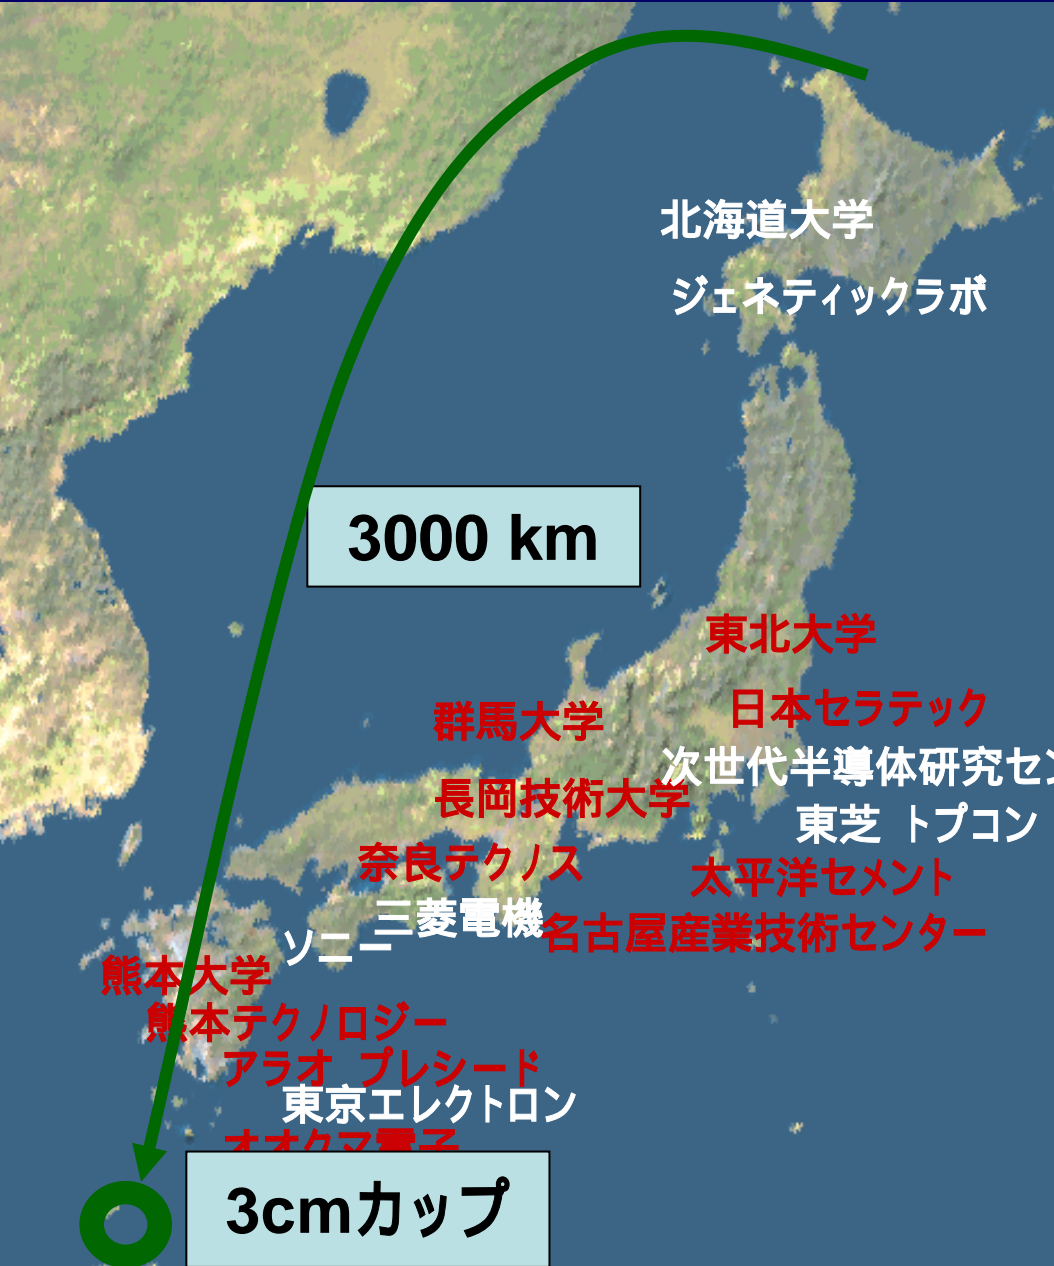 北海道大学
ジェネティックラボ
3000 km
東北大学
日本セラテック
群馬大学
次世代半導体研究セン
長岡技術大学
東芝 トプコン
奈良テクノス
太平洋セメント
三菱電機
名古屋産業技術センター
ソニー
熊本大学
熊本テクノロジー
アラオ プレシード
東京エレクトロン
オオクマ電子
3cmカップ